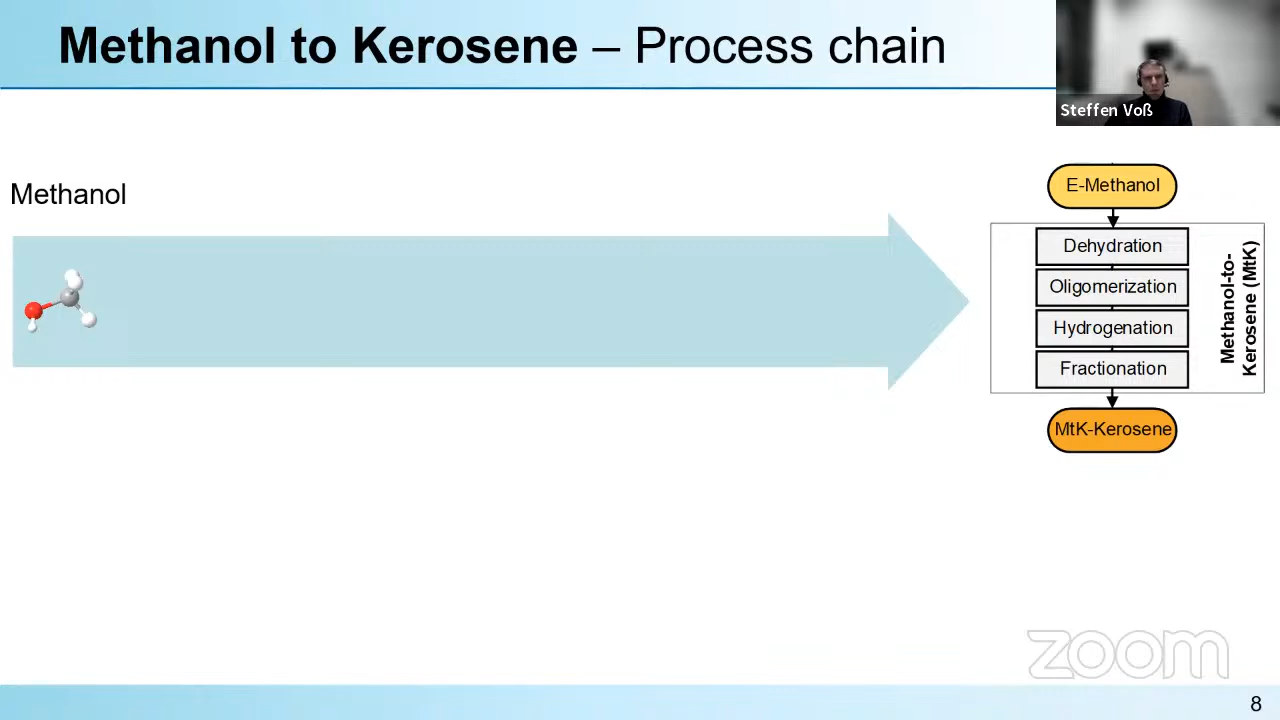 Methanol to Kerosene – Process chain
Steffen Voß
Methanol
E-Methanol
Dehydration
Oligomerization
Hydrogenation
Fractionation
Methanol-to-
Kerosene (MtK)
MtK-Kerosene
zoom
8